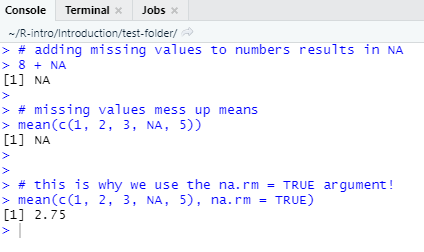 Console Terminal × Jobs ×
~/R-intro/Introduction/test-folder/
> # adding missing values to numbers results in NA
> 8 + NA
[1] NA
>
> # missing values mess up means
> mean(c(1, 2, 3, NA, 5))
[1] NA
>
>
> # this is why we use the na.rm = TRUE argument!
> mean(c(1, 2, 3, NA, 5), na.rm = TRUE)
[1] 2.75
>